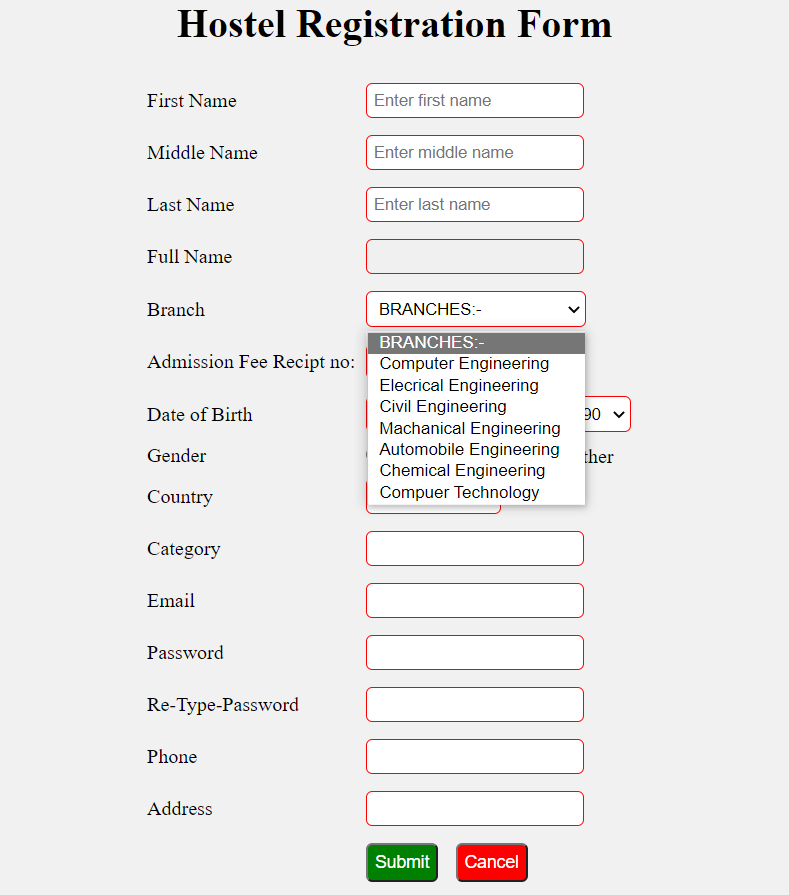 Hostel Registration Form
First Name Enter first name
Middle Name Enter middle name
Last Name Enter last name
Full Name
Branch BRANCHES:-
BRANCHES:-
Admission Fee Recipt no: Computer Engineering
Elecrical Engineering
Date of Birth Civil Engineering 90
Machanical Engineering
Gender Automobile Engineering ther
Chemical Engineering
Country Compuer Technology
Category
Email
Password
Re-Type-Password
Phone
Address
Submit Cancel